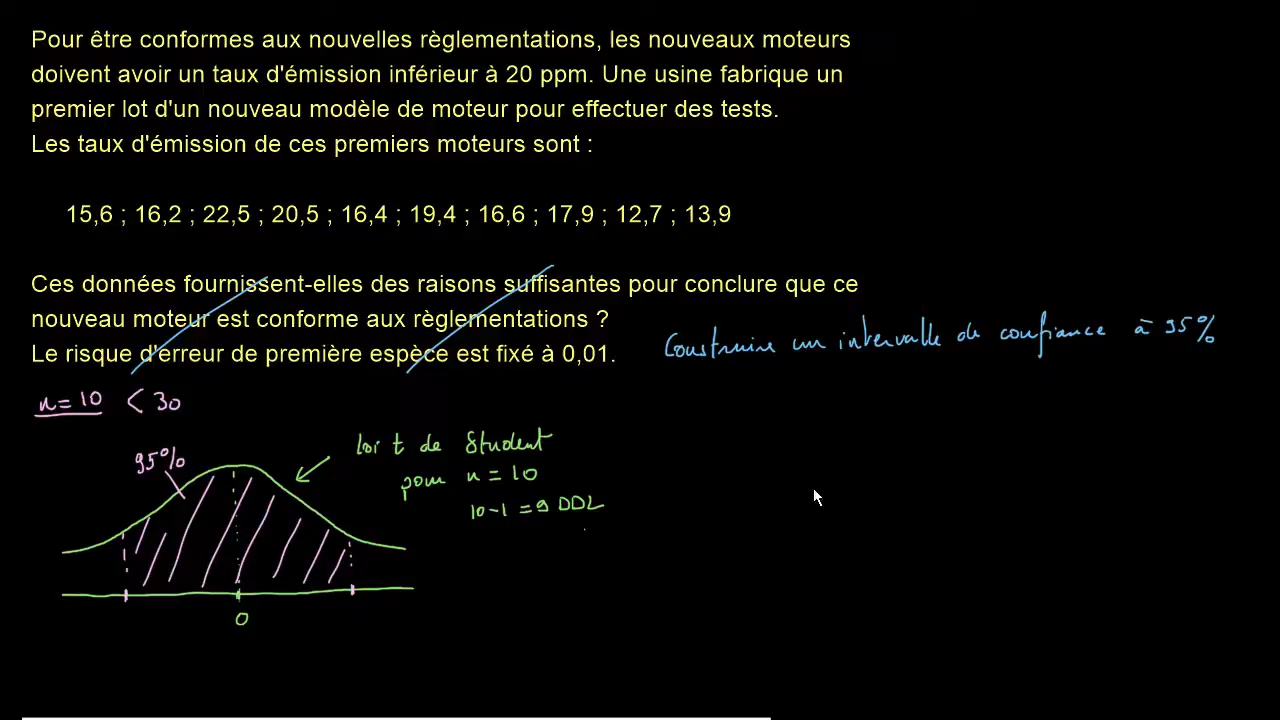 Pour être conformes aux nouvelles règlementations, les nouveaux moteurs
doivent avoir un taux d'émission inférieur à 20 ppm. Une usine fabrique un
premier lot d'un nouveau modèle de moteur pour effectuer des tests.
Les taux d'émission de ces premiers moteurs sont :
15,6 ; 16,2 ; 22,5 ; 20,5 ; 16,4 ; 19,4 ; 16,6 ; 17,9 ; 12,7 ; 13,9
Ces données fournissent-elles des raisons suffisantes pour conclure que ce
nouveau moteur est conforme aux règlementations ?
Le risque d'erreur de première espèce est fixé à 0,01.
Construire un intervalle de confiance à 95%
n = 10 < 30
95%
loi t de Student
pour n = 10
10-1 = 9 DDL
0